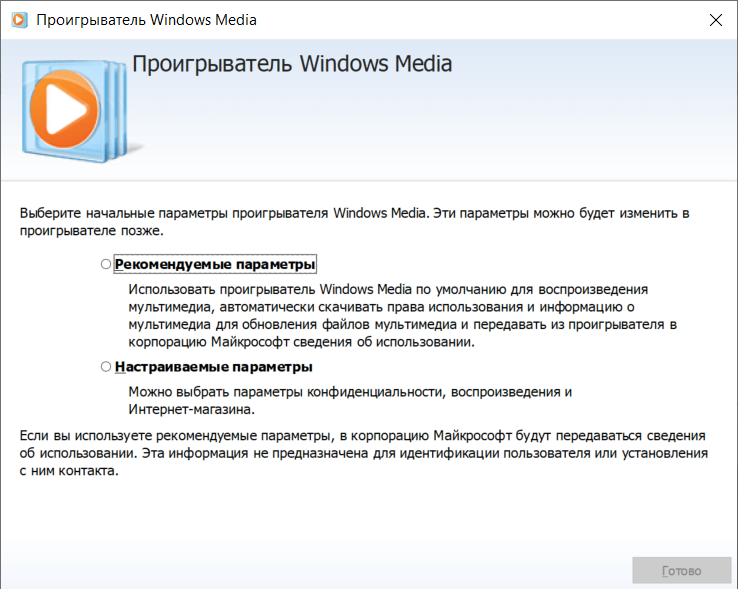 Проигрыватель Windows Media
Проигрыватель Windows Media
Выберите начальные параметры проигрывателя Windows Media. Эти параметры можно будет изменить в
проигрывателе позже.
Рекомендуемые параметры
Использовать проигрыватель Windows Media по умолчанию для воспроизведения
мультимедиа, автоматически скачивать права использования и информацию о
мультимедиа для обновления файлов мультимедиа и передавать из проигрывателя в
корпорацию Майкрософт сведения об использовании.
Настраиваемые параметры
Можно выбрать параметры конфиденциальности, воспроизведения и
Интернет-магазина.
Если вы используете рекомендуемые параметры, в корпорацию Майкрософт будут передаваться сведения
об использовании. Эта информация не предназначена для идентификации пользователя или установления
с ним контакта.
Готово